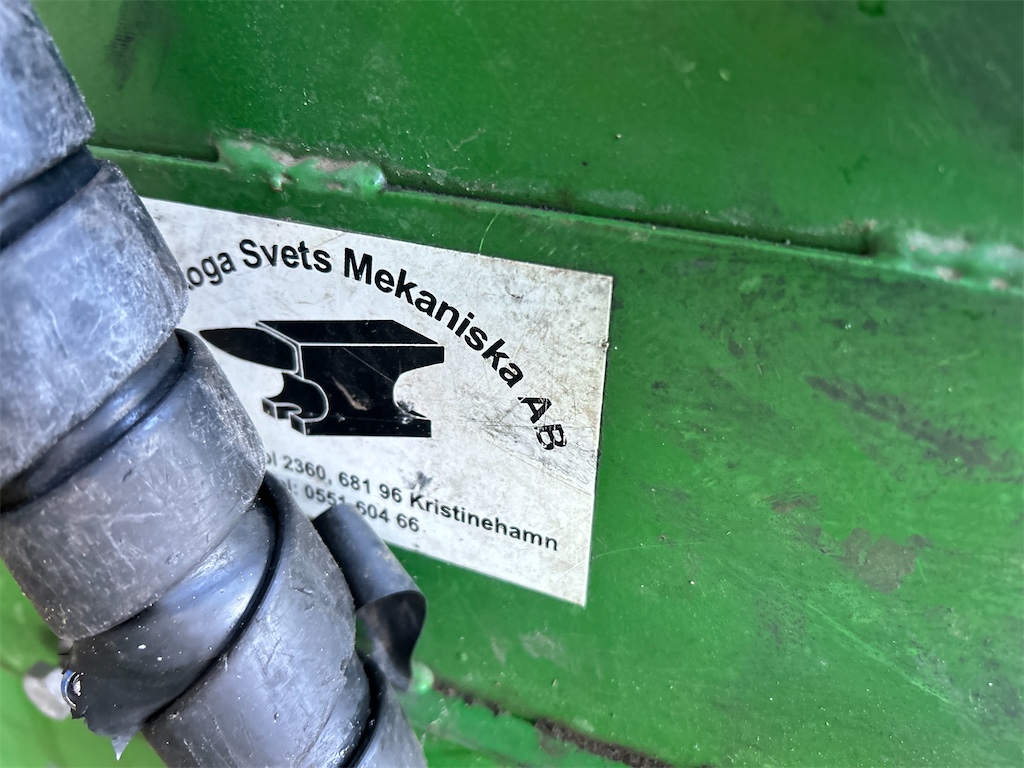 Svets Mekaniska AB
2360, 681 96 Kristinehamn
0551 604 66